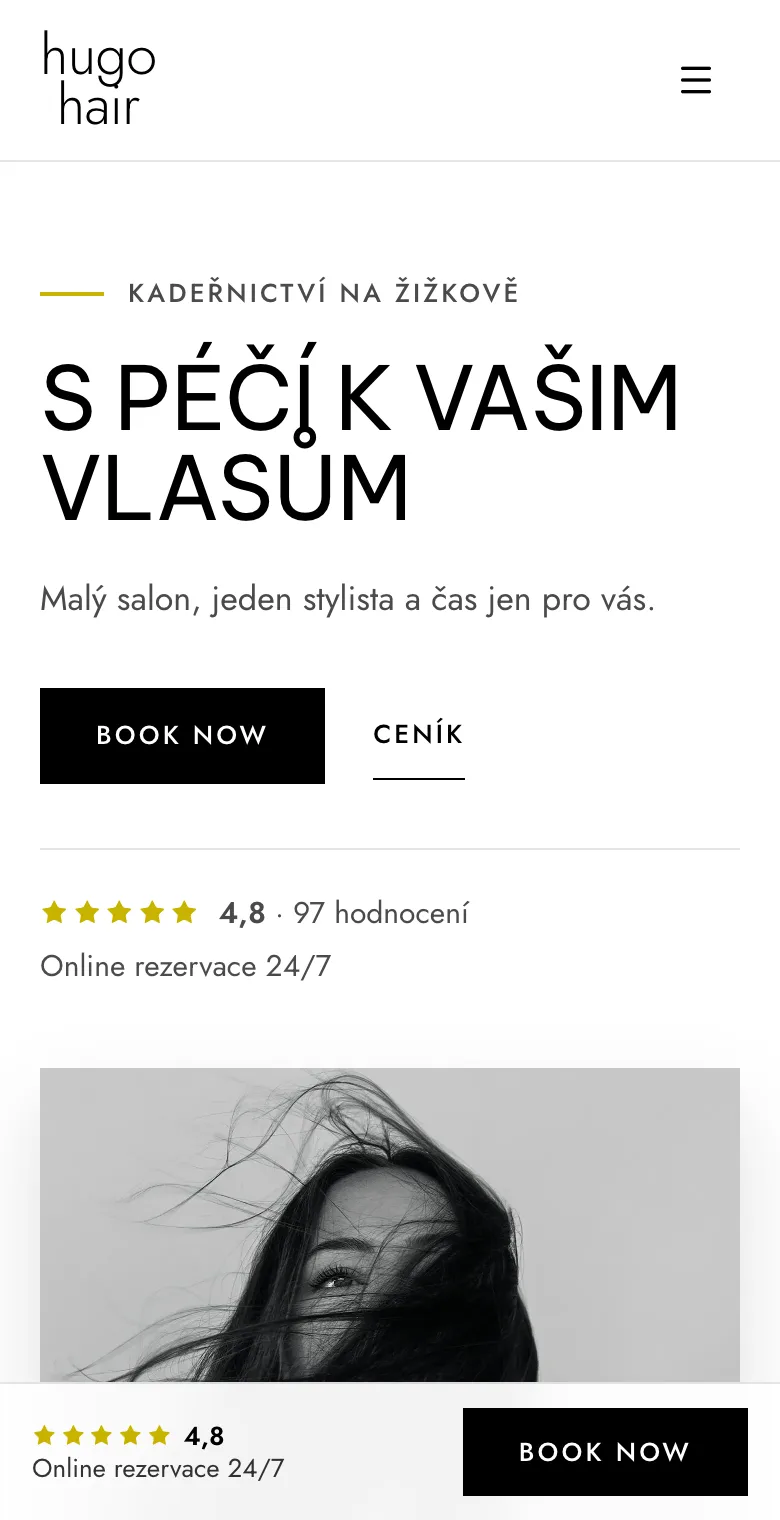 hugo
hair
KADEŘNICTVÍ NA ŽIŽKOVĚ
S PÉČÍ K VAŠIM
VLASŮM
Malý salon, jeden stylista a čas jen pro vás.
BOOK NOW
CENÍK
4,8 · 97 hodnocení
Online rezervace 24/7
4,8
Online rezervace 24/7
BOOK NOW